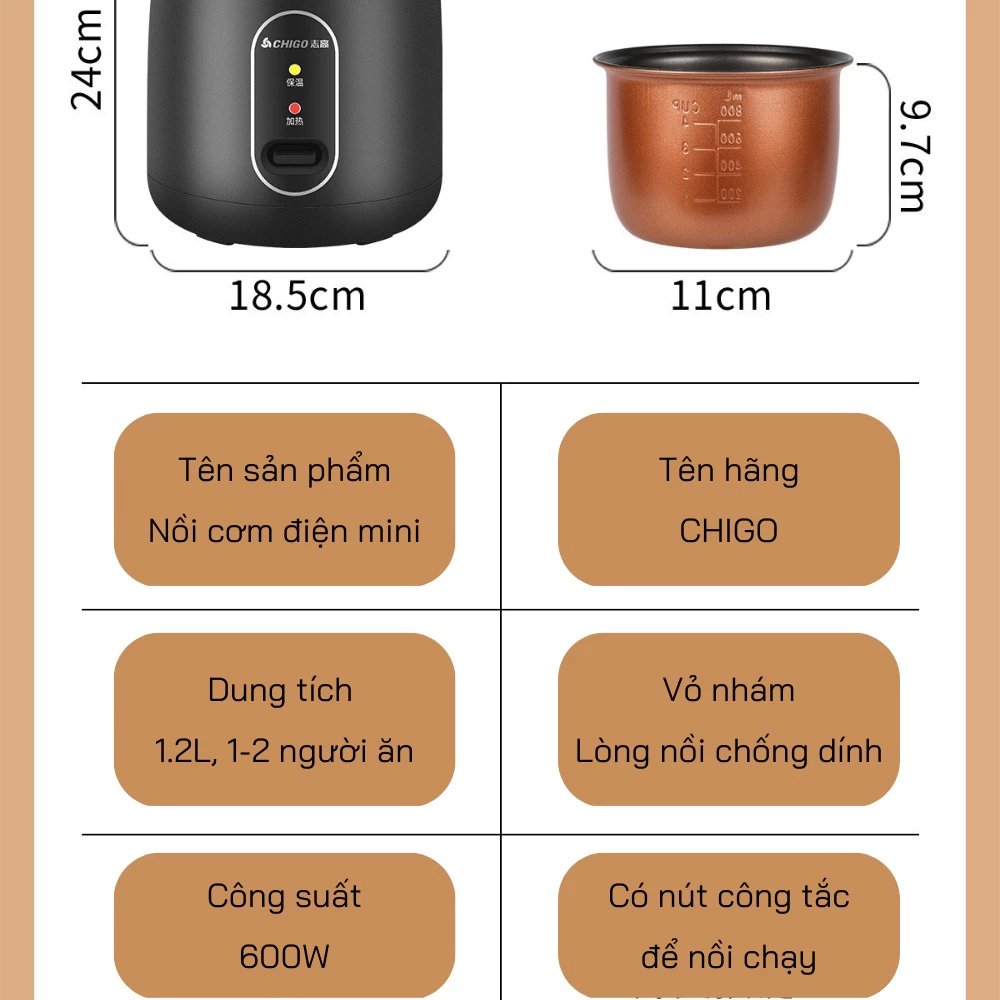 24cm
CHIGO 志高
保温
加热
18.5cm
CUP mL
800
4
600
3
400
2
200
1
9.7cm
11cm
Tên sản phẩm
Nồi cơm điện mini
Tên hãng
CHIGO
Dung tích
1.2L, 1-2 người ăn
Vỏ nhám
Lòng nồi chống dính
Công suất
600W
Có nút công tắc
để nồi chạy